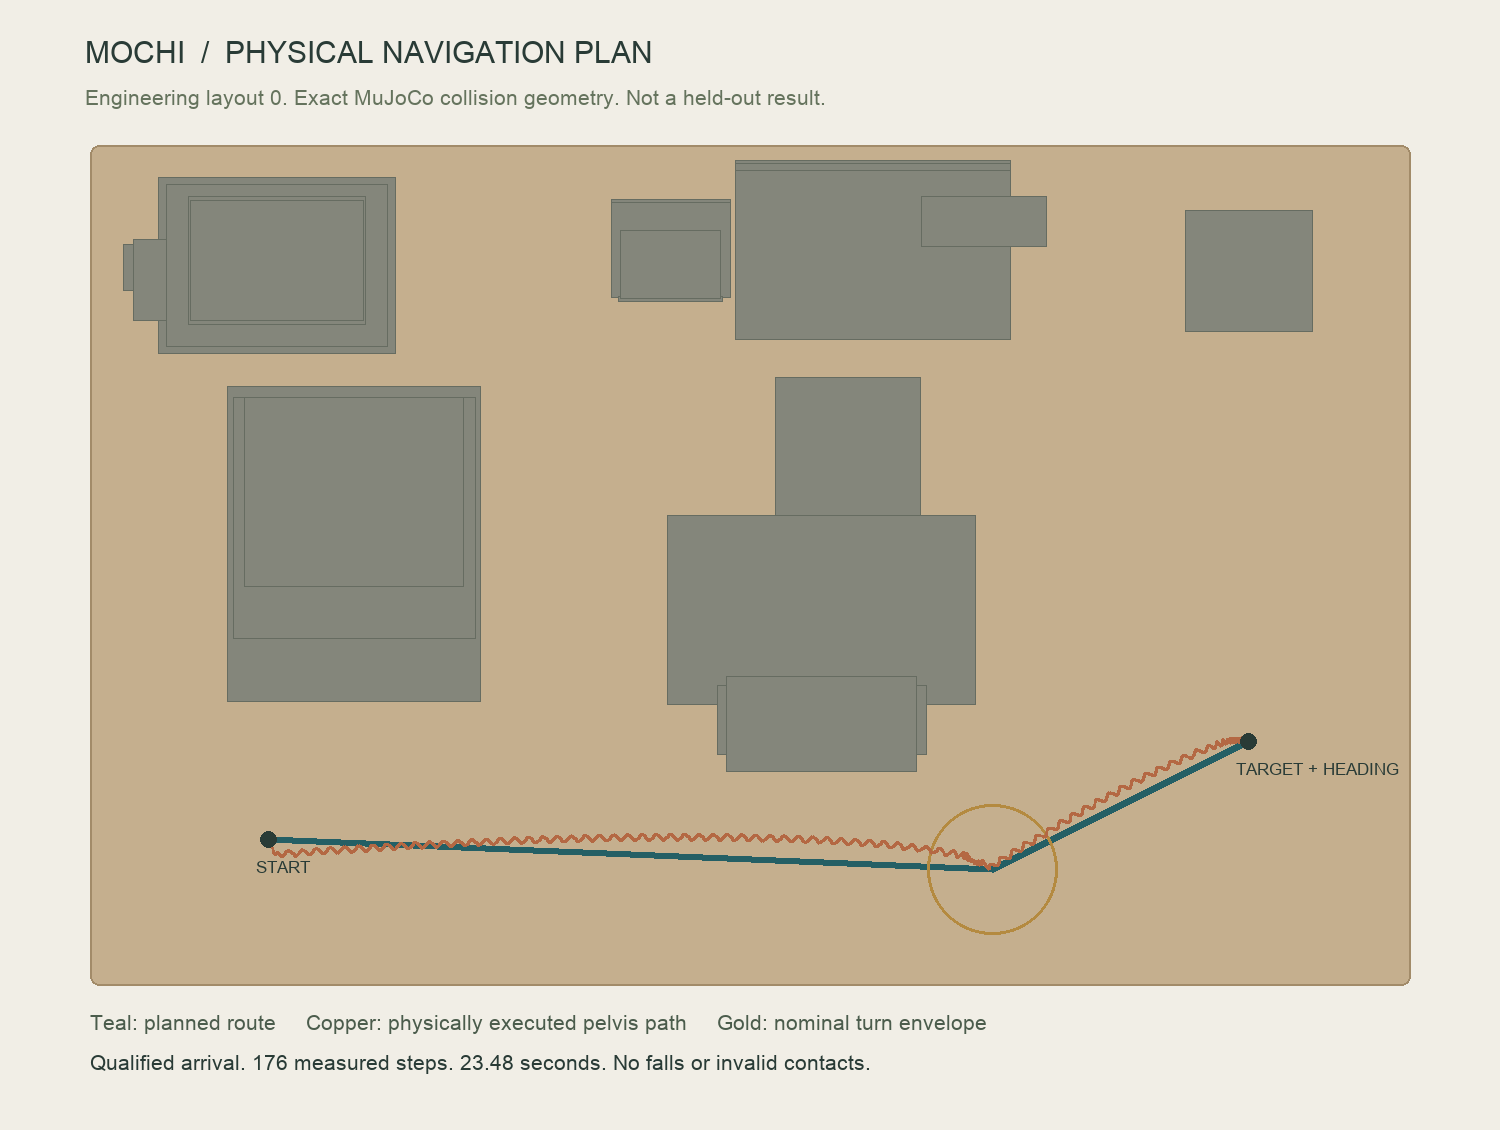 MOCHI / PHYSICAL NAVIGATION PLAN
Engineering layout 0. Exact MuJoCo collision geometry. Not a held-out result.
TARGET + HEADING
START
Teal: planned route Copper: physically executed pelvis path Gold: nominal turn envelope
Qualified arrival. 176 measured steps. 23.48 seconds. No falls or invalid contacts.